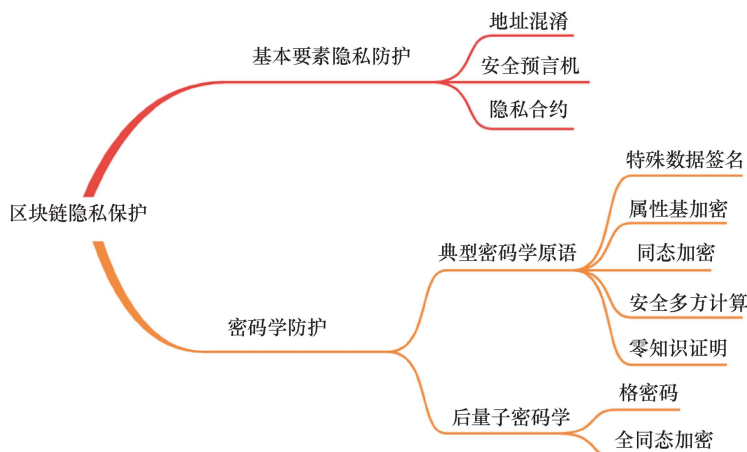 区块链隐私保护
基本要素隐私防护
地址混淆
安全预言机
隐私合约
密码学防护
典型密码学原语
特殊数据签名
属性基加密
同态加密
安全多方计算
零知识证明
后量子密码学
格密码
全同态加密